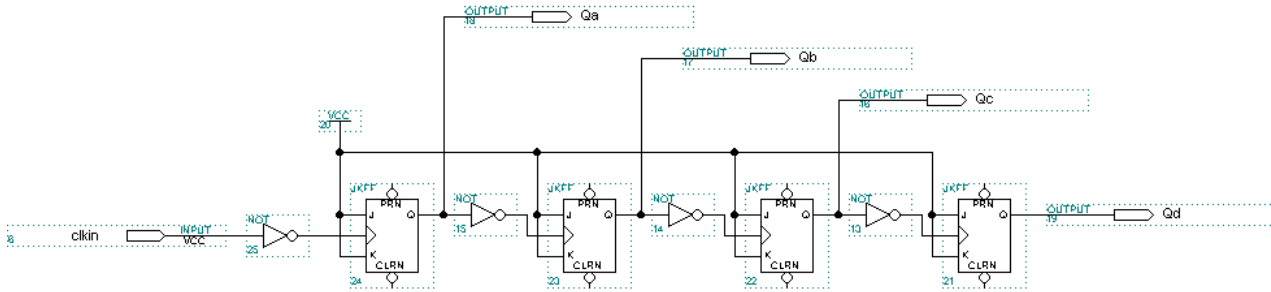 OUTPUT
18
Qa
OUTPUT
17
Qb
OUTPUT
16
Qc
VCC
20
JKFF
PRN
J
Q
K
CLRN
24
NOT
15
JKFF
PRN
J
Q
K
CLRN
23
NOT
14
JKFF
PRN
J
Q
K
CLRN
22
NOT
13
JKFF
PRN
J
Q
K
CLRN
21
OUTPUT
19
Qd
clkin
INPUT
VCC
NOT
25